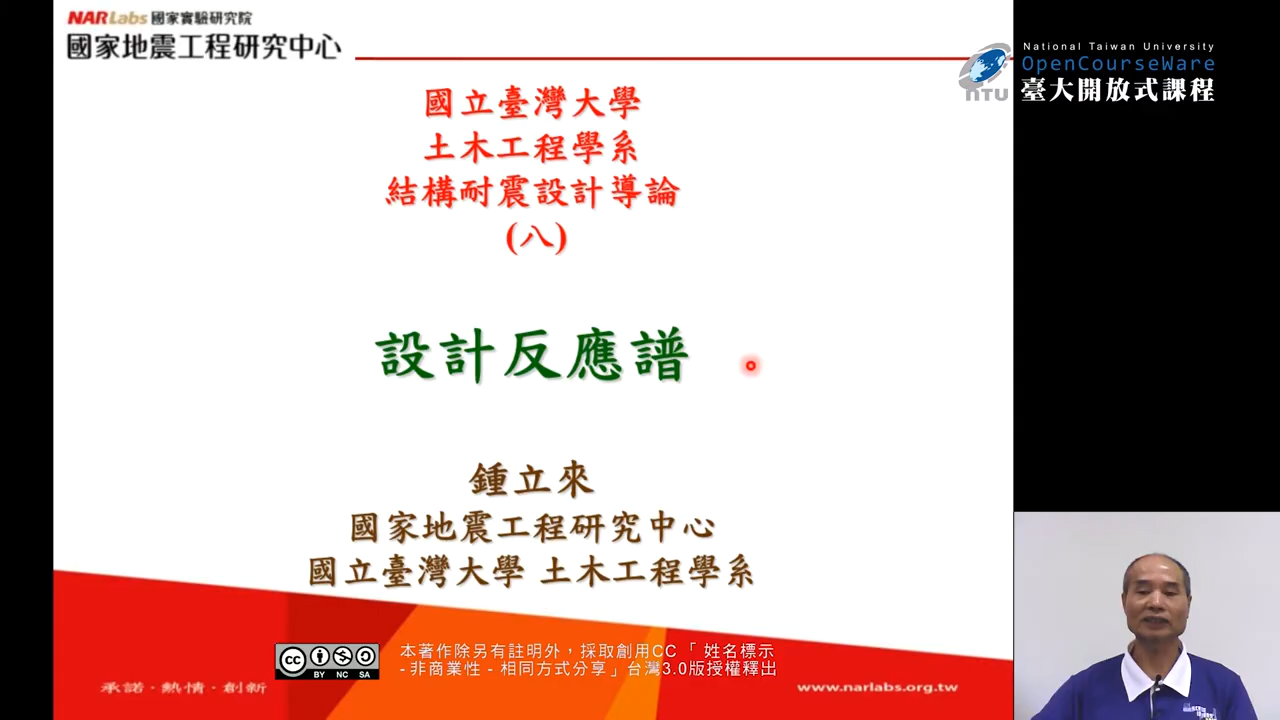 NARLabs 國家實驗研究院
國家地震工程研究中心
National Taiwan University
OpenCourseWare
NTU
臺大開放式課程
國立臺灣大學
土木工程學系
結構耐震設計導論
(八)
設計反應譜
鍾立來
國家地震工程研究中心
國立臺灣大學 土木工程學系
cc BY NC SA
本著作除另有註明外，採取創用CC「 姓名標示
- 非商業性 - 相同方式分享」台灣3.0版授權釋出
承諾·熱情·創新
www.narlabs.org.tw